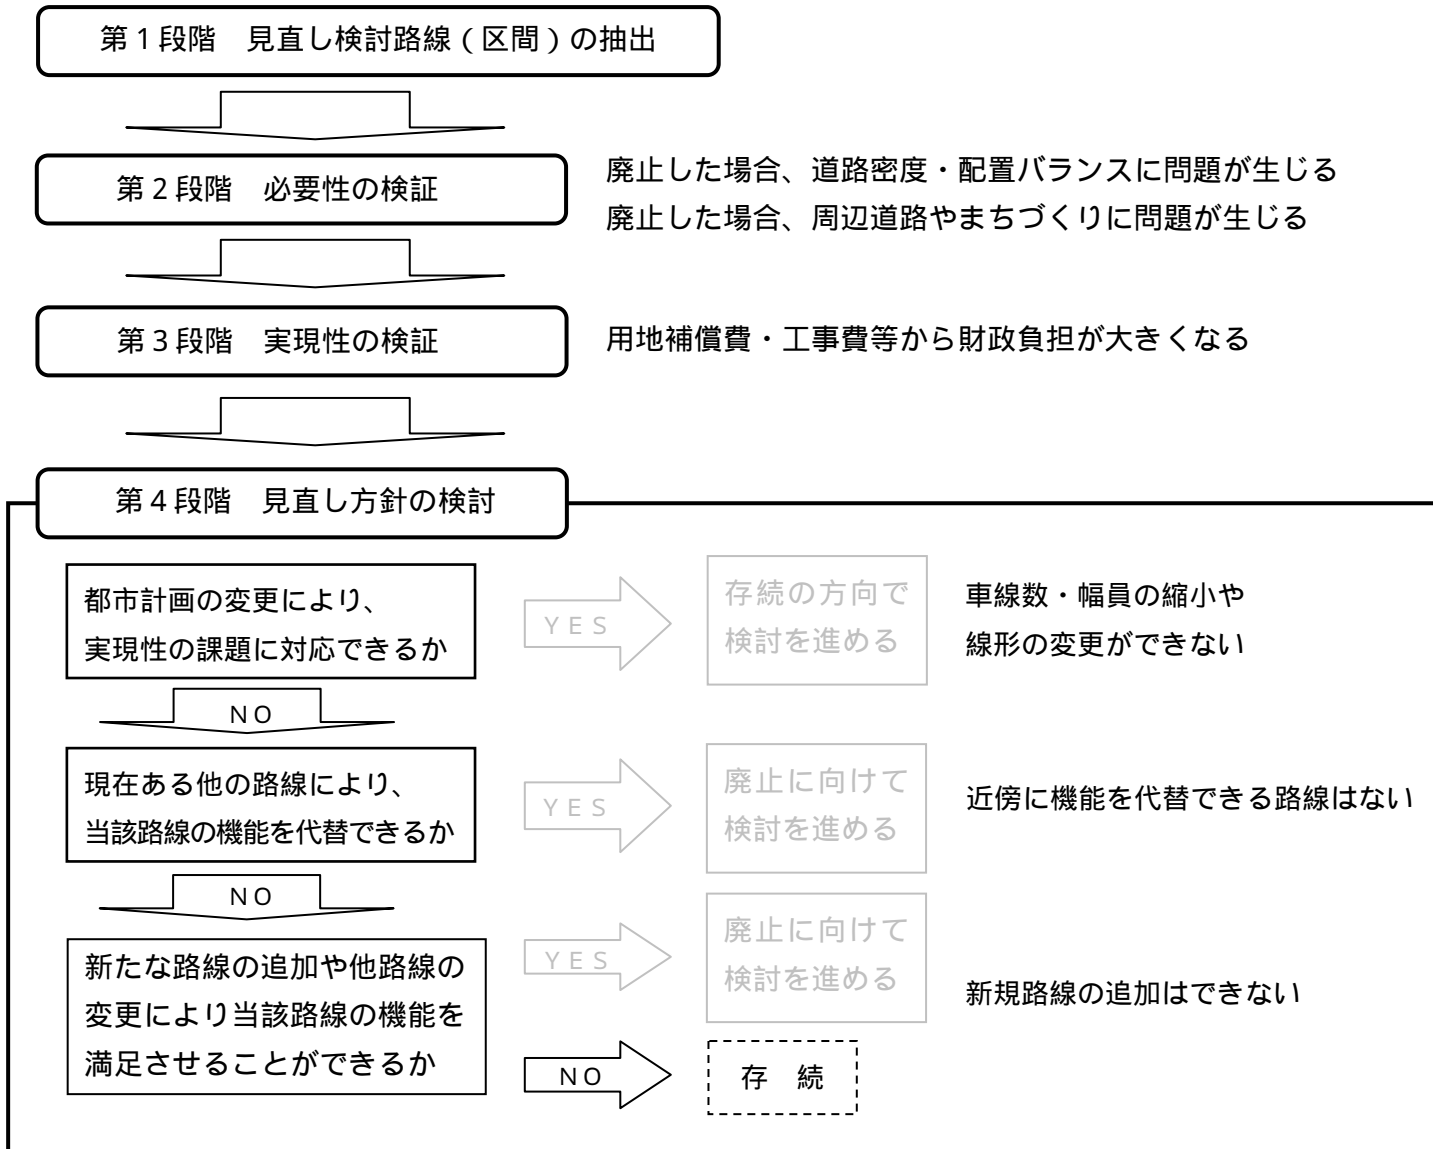 第1段階　見直し検討路線（区間）の抽出
第2段階　必要性の検証
廃止した場合、道路密度・配置バランスに問題が生じる
廃止した場合、周辺道路やまちづくりに問題が生じる
第3段階　実現性の検証
用地補償費・工事費等から財政負担が大きくなる
第4段階　見直し方針の検討
都市計画の変更により、
実現性の課題に対応できるか
YES
存続の方向で
検討を進める
車線数・幅員の縮小や
線形の変更ができない
NO
現在ある他の路線により、
当該路線の機能を代替できるか
YES
廃止に向けて
検討を進める
近傍に機能を代替できる路線はない
NO
新たな路線の追加や他路線の
変更により当該路線の機能を
満足させることができるか
YES
廃止に向けて
検討を進める
新規路線の追加はできない
NO
存　続